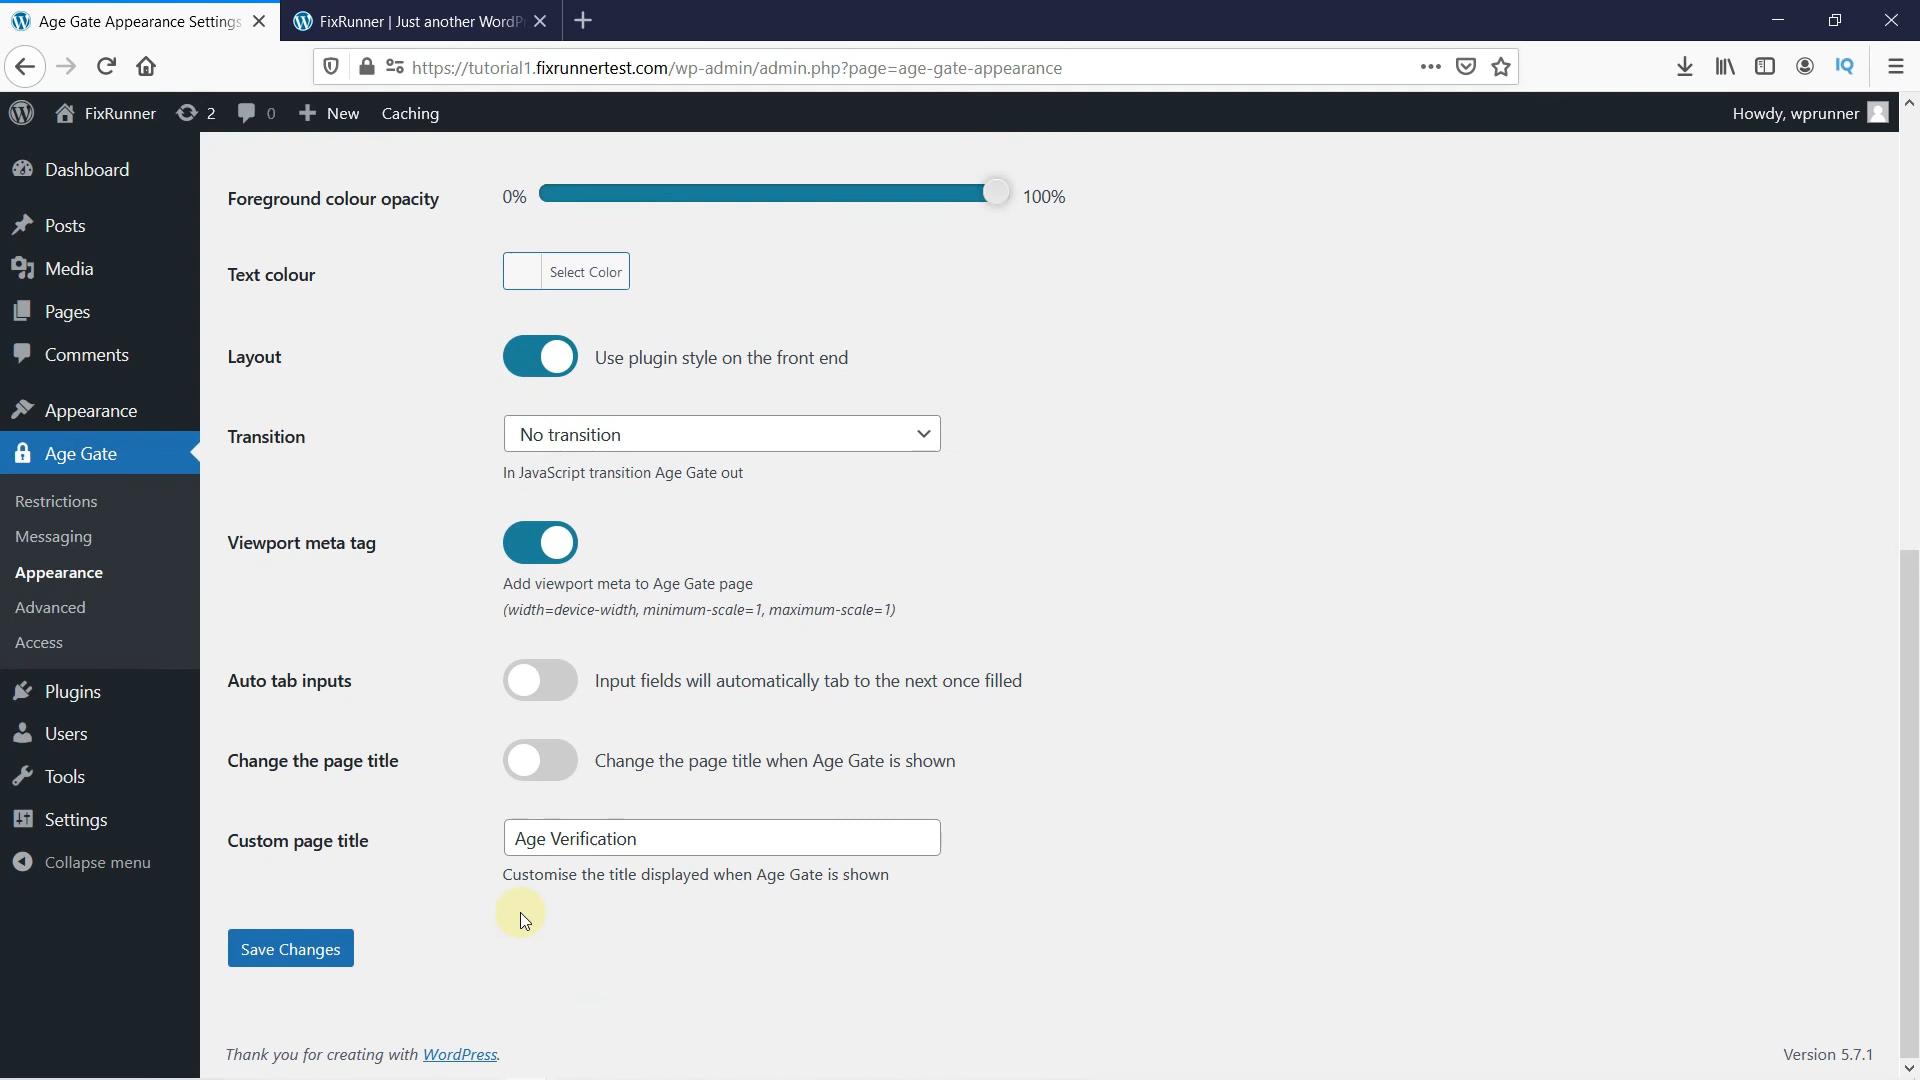 Age Gate Appearance Settings
FixRunner | Just another WordP
https://tutorial1.fixrunnertest.com/wp-admin/admin.php?page=age-gate-appearance
IQ
FixRunner
2
0
New
Caching
Howdy, wprunner
Dashboard
Posts
Media
Pages
Comments
Appearance
Age Gate
Restrictions
Messaging
Appearance
Advanced
Access
Plugins
Users
Tools
Settings
Collapse menu
Foreground colour opacity 0% 100%
Text colour Select Color
Layout Use plugin style on the front end
Transition No transition
In JavaScript transition Age Gate out
Viewport meta tag
Add viewport meta to Age Gate page
(width=device-width, minimum-scale=1, maximum-scale=1)
Auto tab inputs Input fields will automatically tab to the next once filled
Change the page title Change the page title when Age Gate is shown
Custom page title Age Verification
Customise the title displayed when Age Gate is shown
Save Changes
Thank you for creating with WordPress.
Version 5.7.1